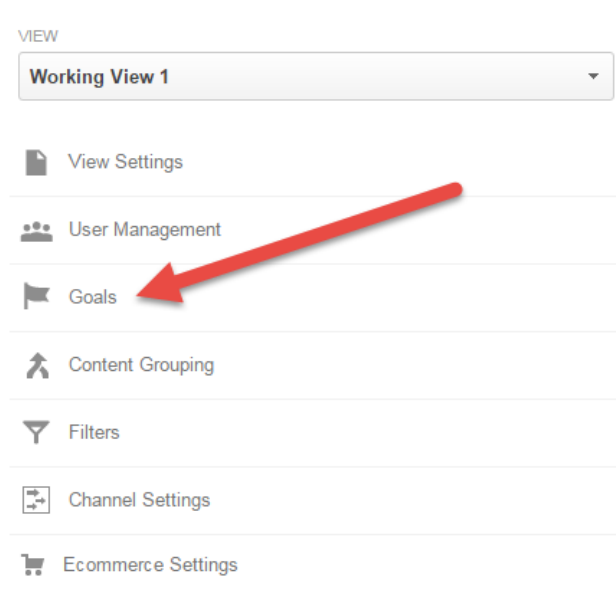 VIEW
Working View 1
View Settings
User Management
Goals
Content Grouping
Filters
Channel Settings
Ecommerce Settings